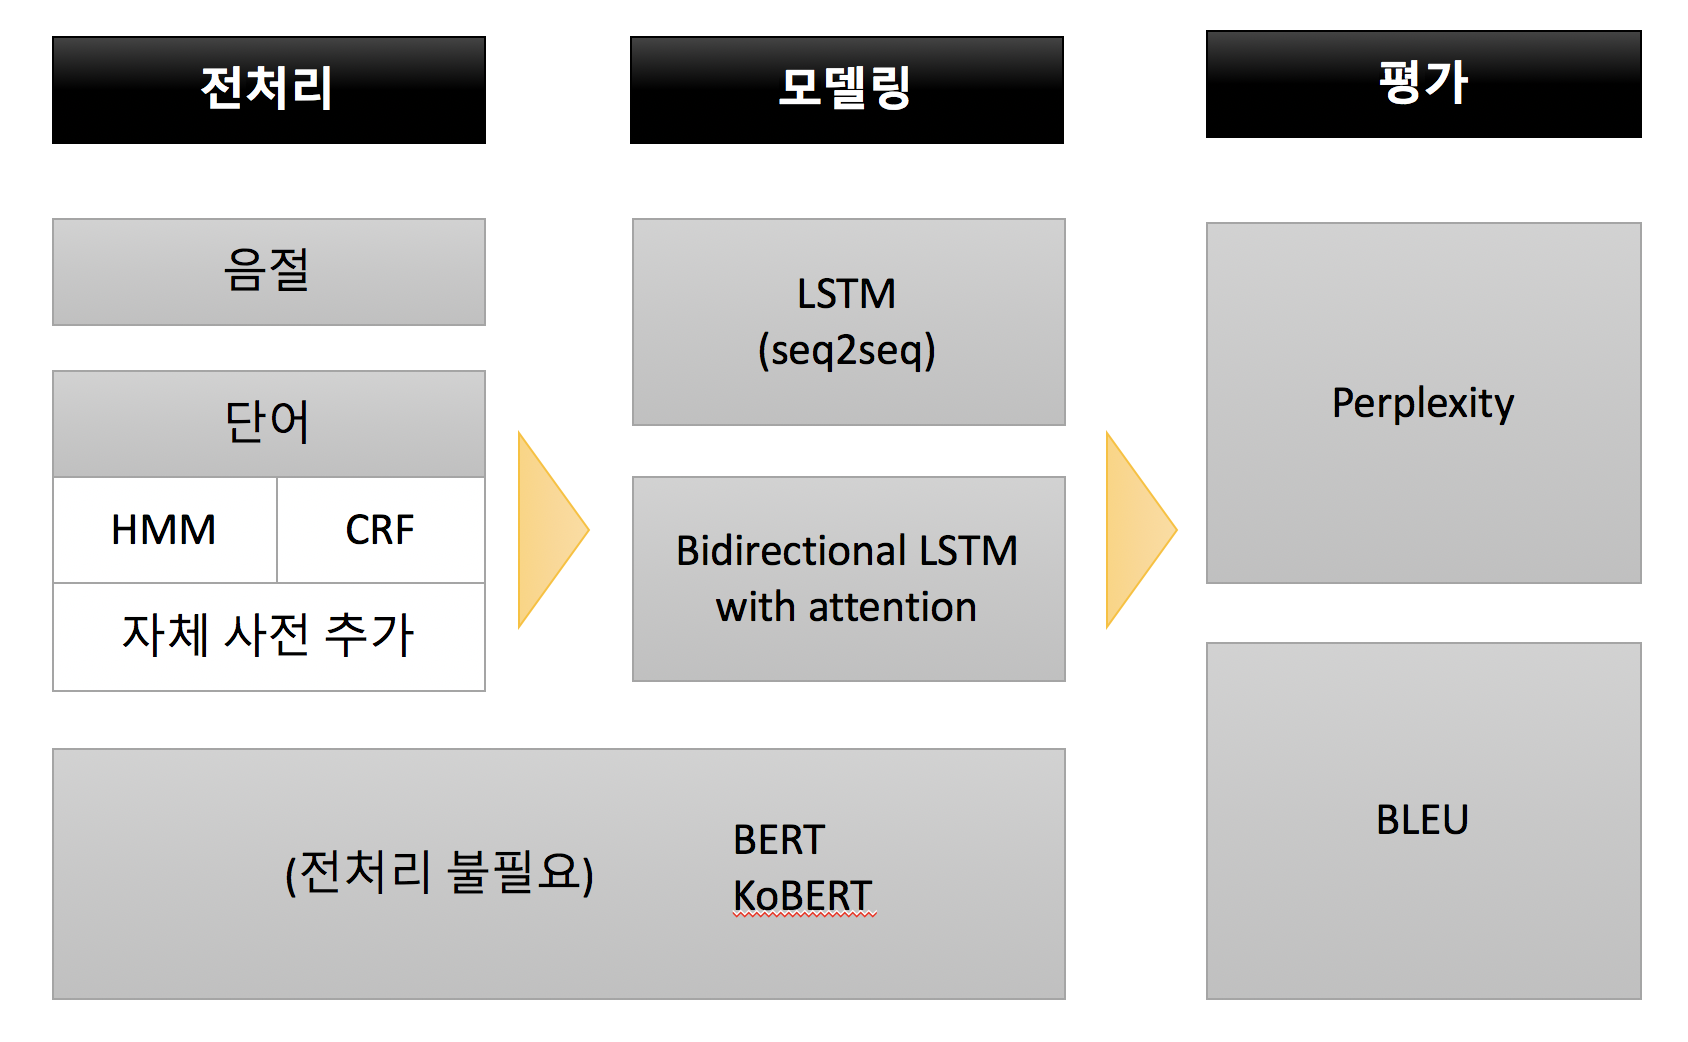 전처리
모델링
평가
음절
단어
HMM
CRF
자체 사전 추가
LSTM
(seq2seq)
Bidirectional LSTM
with attention
(전처리 불필요)
BERT
KoBERT
Perplexity
BLEU